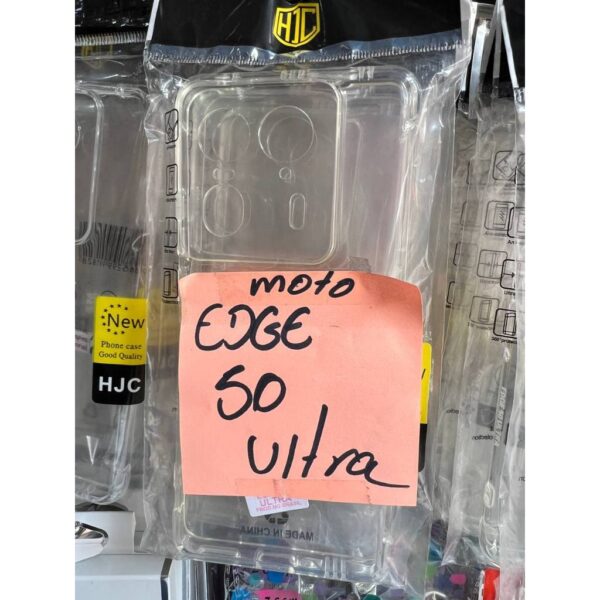 HJC
moto
EDGE
50
Ultra
New
Phone case
Good Quality
HJC
ULTRA
MADE IN CHINA